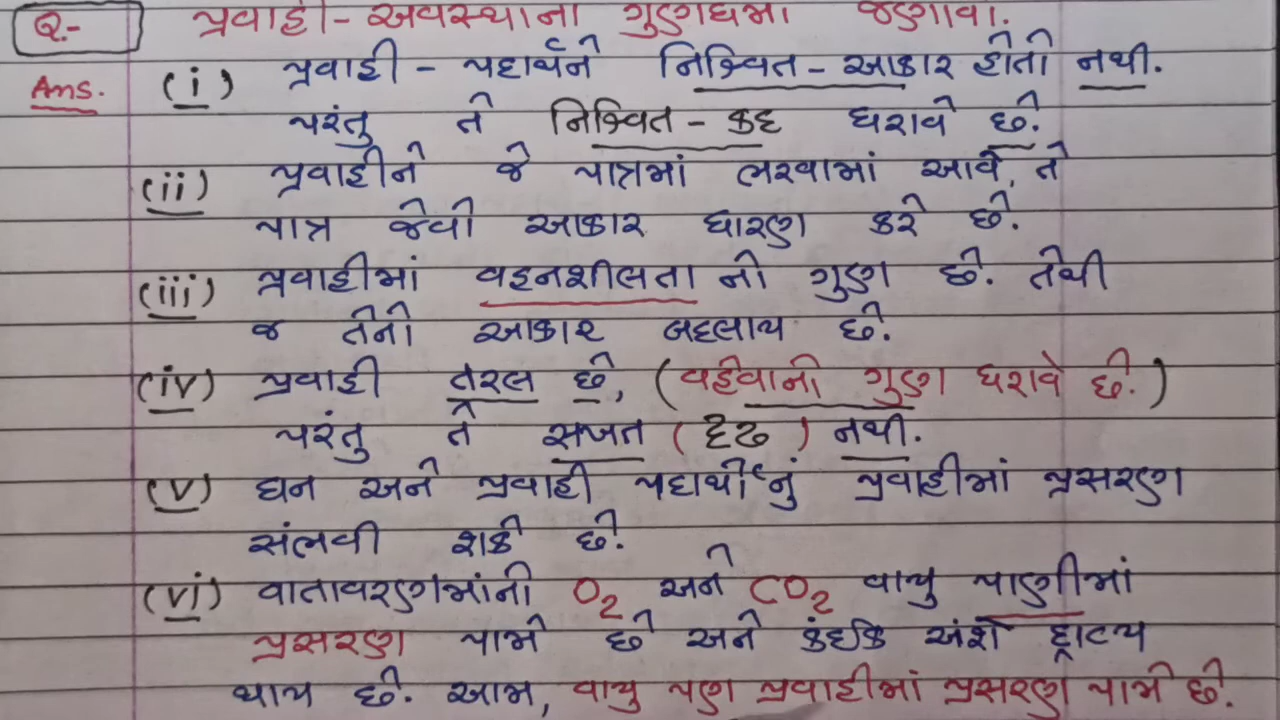 Q.- પ્રવાહી-અવસ્થાના ગુણધર્મો જણાવો.
Ans. (i) પ્રવાહી - પદાર્થને નિશ્ચિત-આકાર હોતો નથી.
પરંતુ તે નિશ્ચિત-કદ ધરાવે છે.
(ii) પ્રવાહીને જે પાત્રમાં ભરવામાં આવે, તે
પાત્ર જેવો આકાર ધારણ કરે છે.
(iii) પ્રવાહીમાં વહનશીલતા નો ગુણ છે. તેથી
જ તેનો આકાર બદલાય છે.
(iv) પ્રવાહી તરલ છે, (વહેવાનો ગુણ ધરાવે છે.)
પરંતુ તે સખત (દૃઢ) નથી.
(v) ઘન અને પ્રવાહી પદાર્થોનું પ્રવાહીમાં પ્રસરણ
સંભવી શકે છે.
(vi) વાતાવરણમાંની O₂ અને CO₂ વાયુ પાણીમાં
પ્રસરણ પામે છે અને કંઈક અંશે દ્રાવ્ય
થાય છે. આમ, વાયુ પણ પ્રવાહીમાં પ્રસરણ પામે છે.